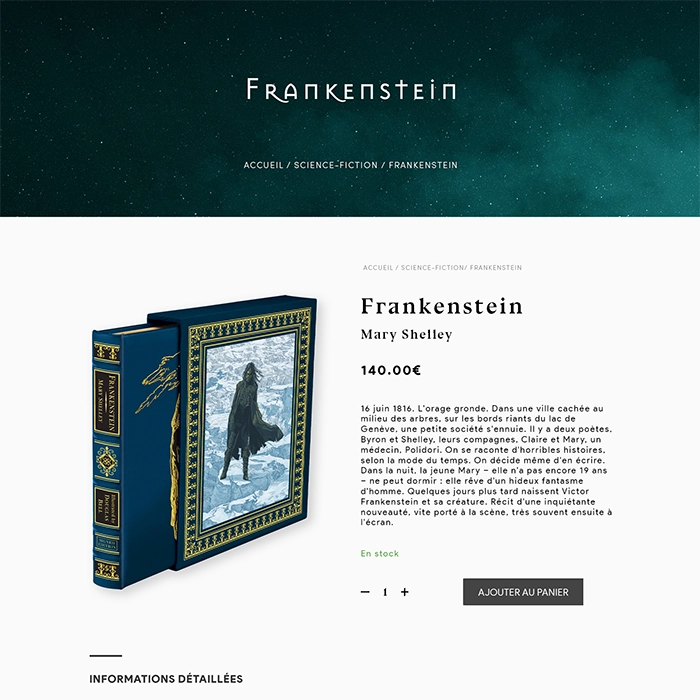 Frankenstein
ACCUEIL / SCIENCE-FICTION / FRANKENSTEIN
ACCUEIL / SCIENCE-FICTION/ FRANKENSTEIN
Frankenstein
Mary Shelley
140.00€
16 juin 1816. L'orage gronde. Dans une ville cachée au
milieu des arbres, sur les bords riants du lac de
Genève, une petite société s'ennuie. Il y a deux poètes,
Byron et Shelley, leurs compagnes, Claire et Mary, un
médecin, Polidori. On se raconte d'horribles histoires,
selon la mode du temps. On décide même d'en écrire.
Dans la nuit, la jeune Mary – elle n'a pas encore 19 ans
– ne peut dormir : elle rêve d'un hideux fantasme
d'homme. Quelques jours plus tard naissent Victor
Frankenstein et sa créature. Récit d'une inquiétante
nouveauté, vite porté à la scène, très souvent ensuite à
l'écran.
En stock
– 1 +
AJOUTER AU PANIER
FRANKENSTEIN
MARY SHELLEY
Illustrated by
DOUGLAS
BELL
INFORMATIONS DÉTAILLÉES